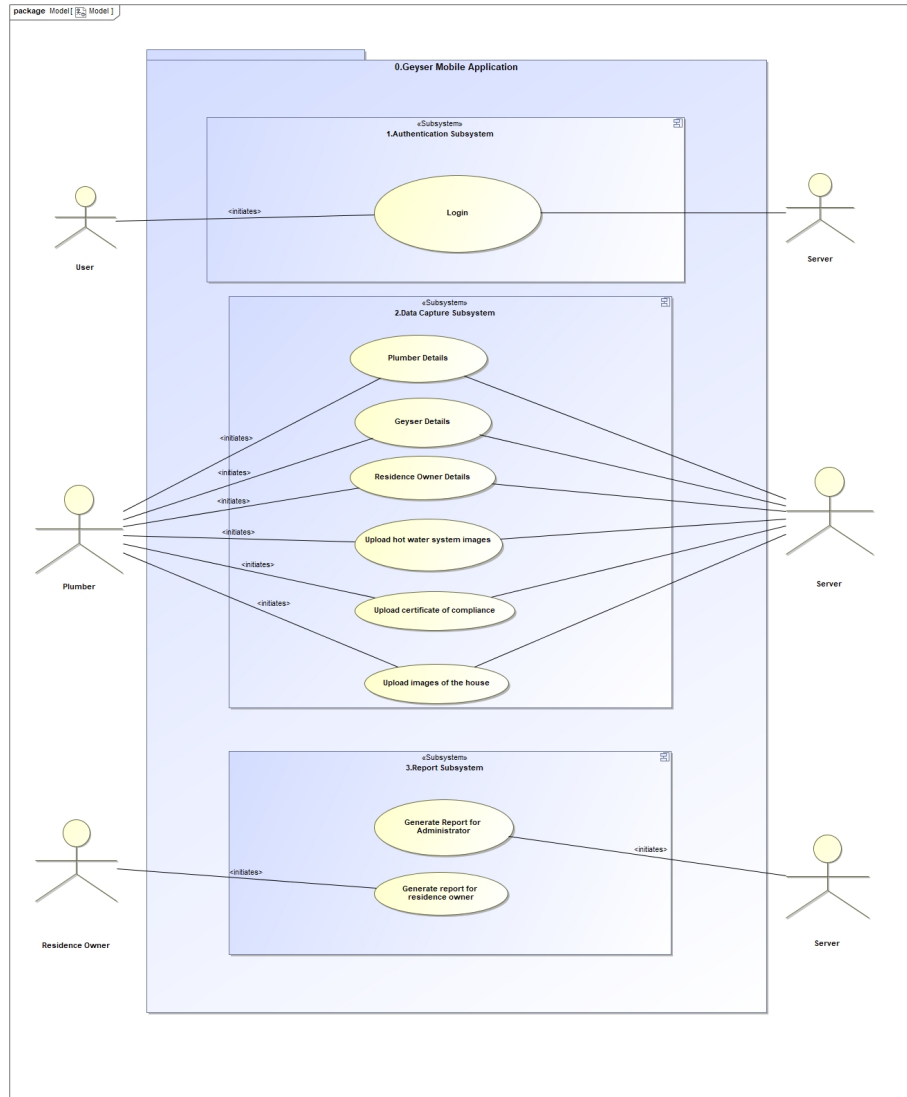 package Model [ Model ]
0.Geyser Mobile Application
«Subsystem»
1.Authentication Subsystem
<initiates>
Login
User
Server
«Subsystem»
2.Data Capture Subsystem
Plumber Details
Geyser Details
<initiates>
<initiates>
Residence Owner Details
<initiates>
<initiates>
Upload hot water system images
<initiates>
Plumber
Server
<initiates>
Upload certificate of compliance
Upload images of the house
«Subsystem»
3.Report Subsystem
Generate Report for
Administrator
<initiates>
<initiates>
Generate report for
residence owner
Residence Owner
Server